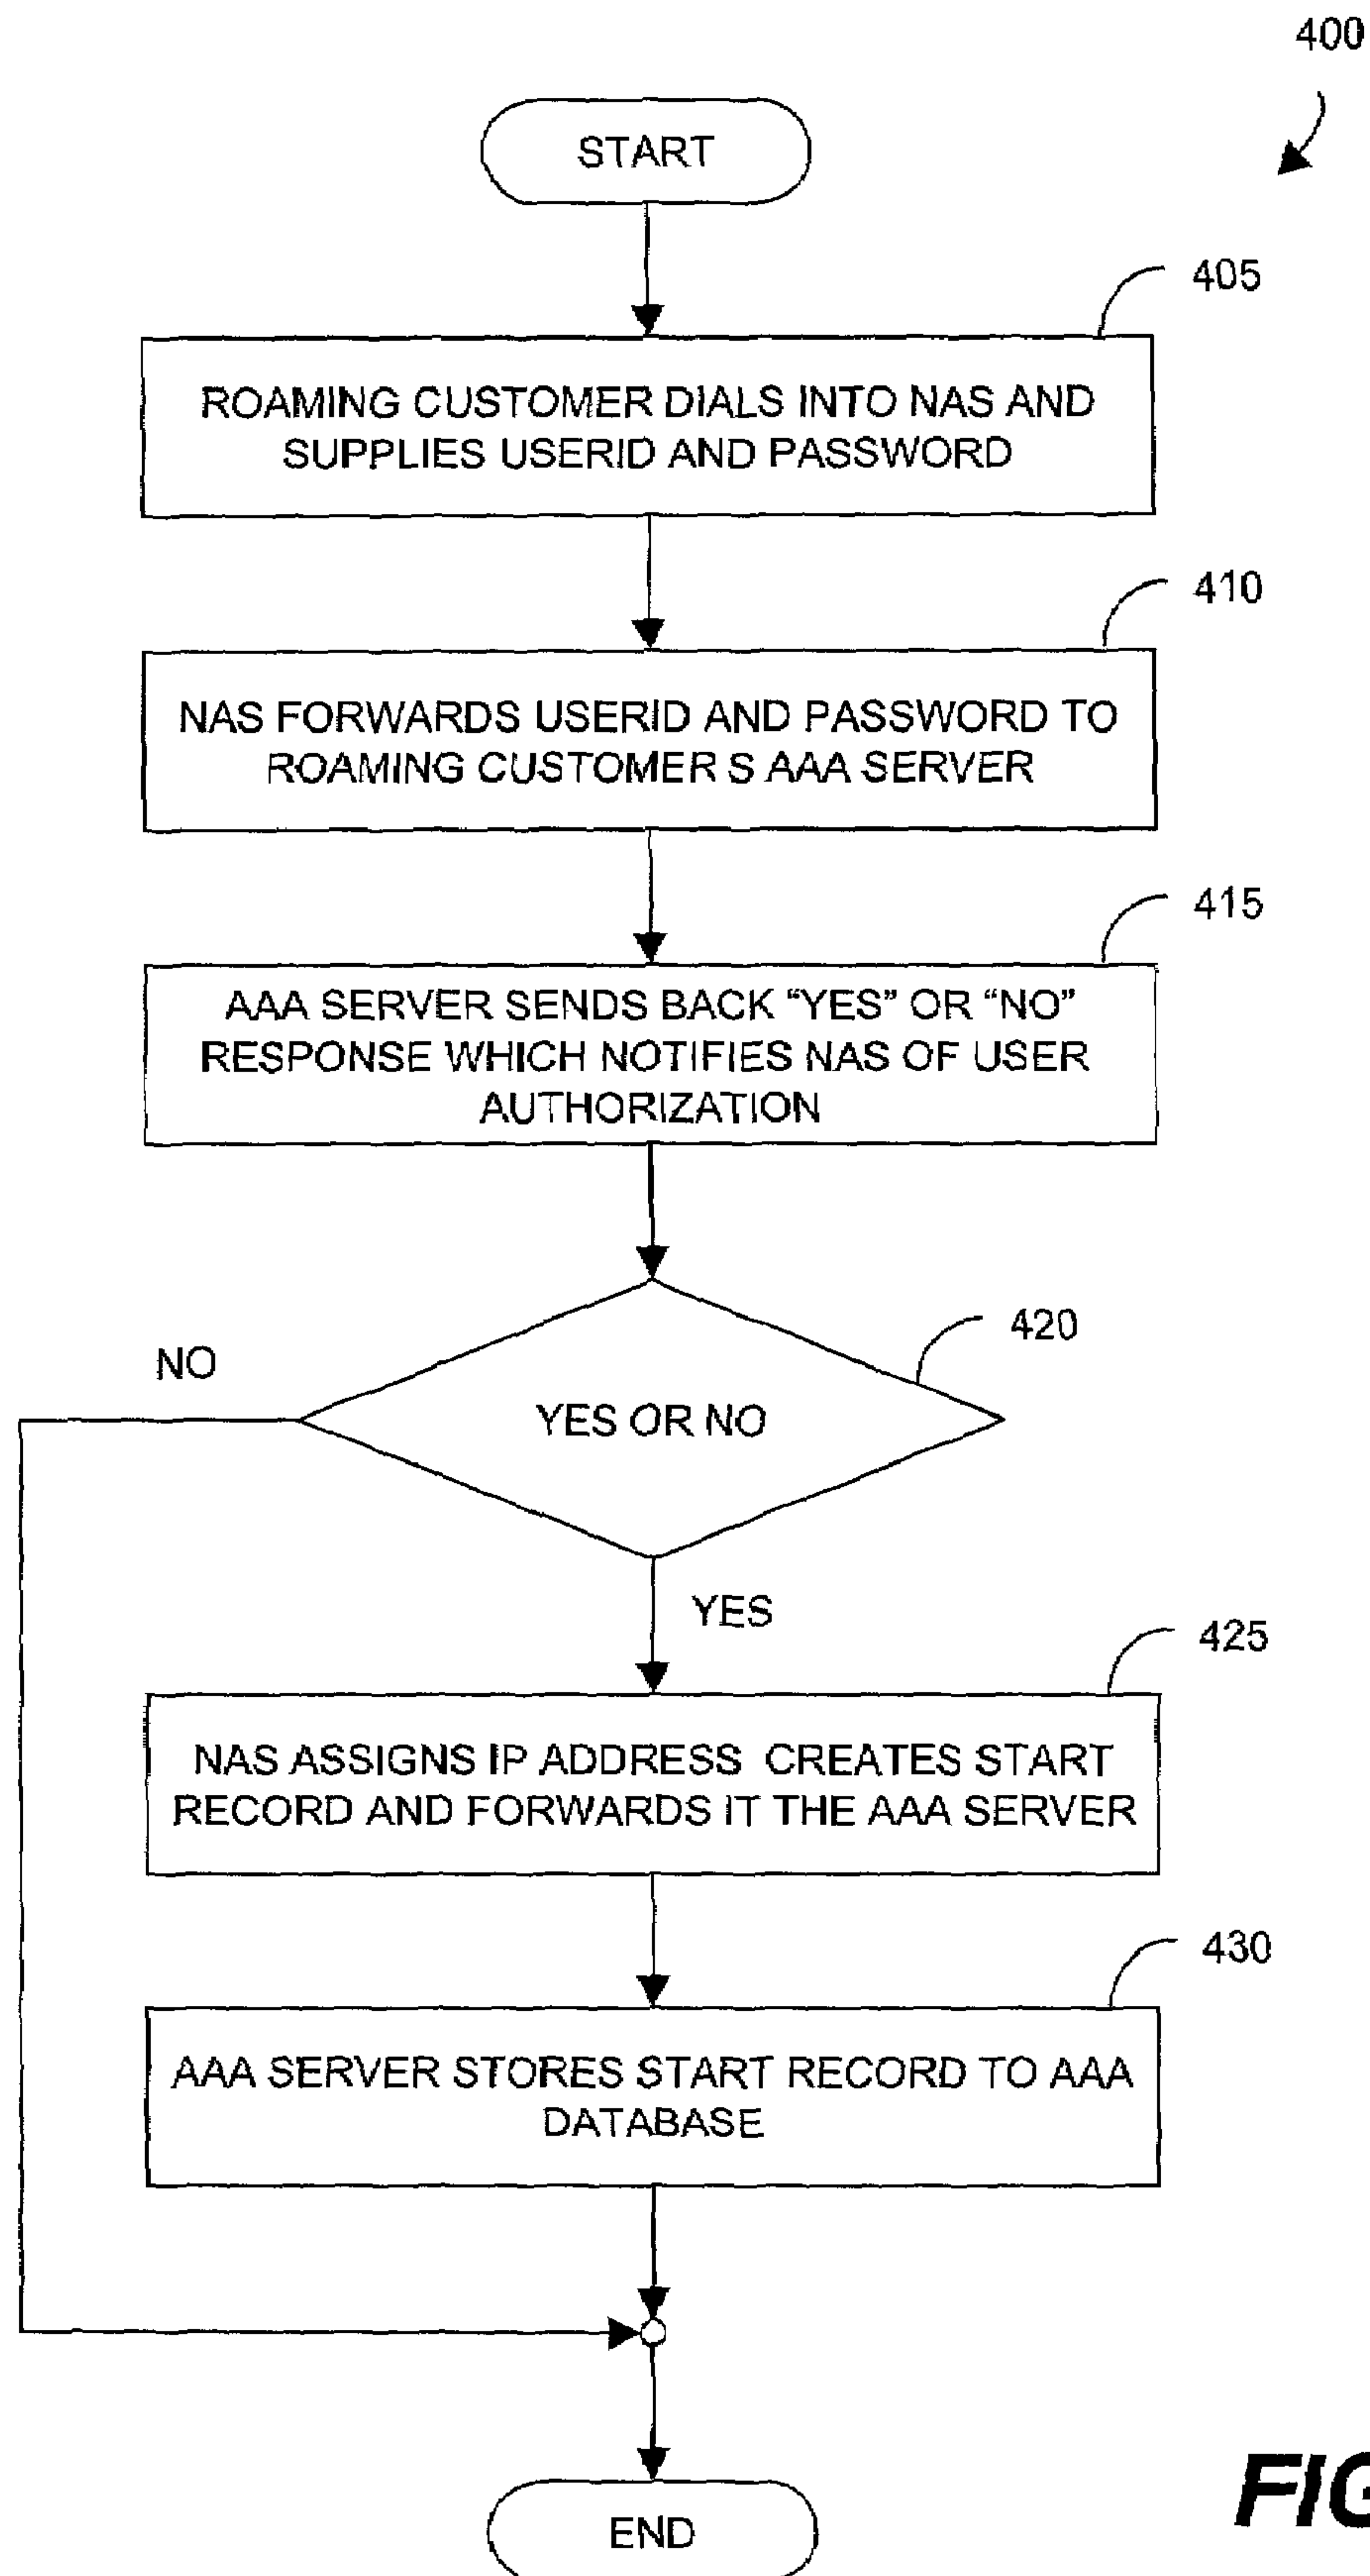 400
START
405
ROAMING CUSTOMER DIALS INTO NAS AND
SUPPLIES USERID AND PASSWORD
410
NAS FORWARDS USERID AND PASSWORD TO
ROAMING CUSTOMER S AAA SERVER
415
AAA SERVER SENDS BACK “YES” OR “NO”
RESPONSE WHICH NOTIFIES NAS OF USER
AUTHORIZATION
420
NO
YES OR NO
YES
425
NAS ASSIGNS IP ADDRESS CREATES START
RECORD AND FORWARDS IT THE AAA SERVER
430
AAA SERVER STORES START RECORD TO AAA
DATABASE
END